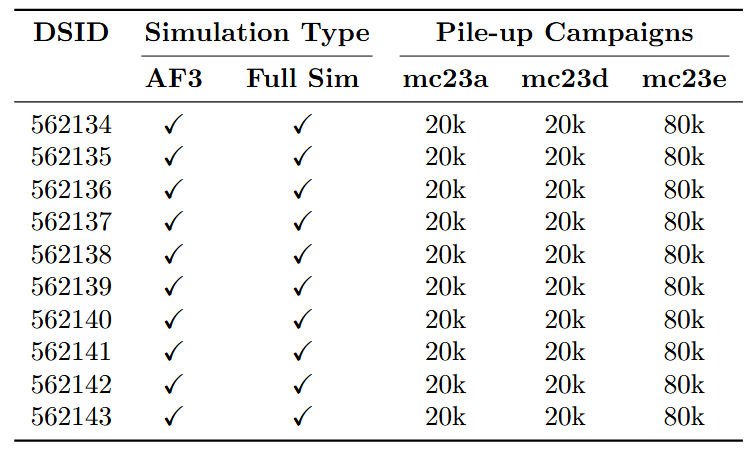 DSID Simulation Type Pile-up Campaigns
AF3 Full Sim mc23a mc23d mc23e
562134 ✓ ✓ 20k 20k 80k
562135 ✓ ✓ 20k 20k 80k
562136 ✓ ✓ 20k 20k 80k
562137 ✓ ✓ 20k 20k 80k
562138 ✓ ✓ 20k 20k 80k
562139 ✓ ✓ 20k 20k 80k
562140 ✓ ✓ 20k 20k 80k
562141 ✓ ✓ 20k 20k 80k
562142 ✓ ✓ 20k 20k 80k
562143 ✓ ✓ 20k 20k 80k